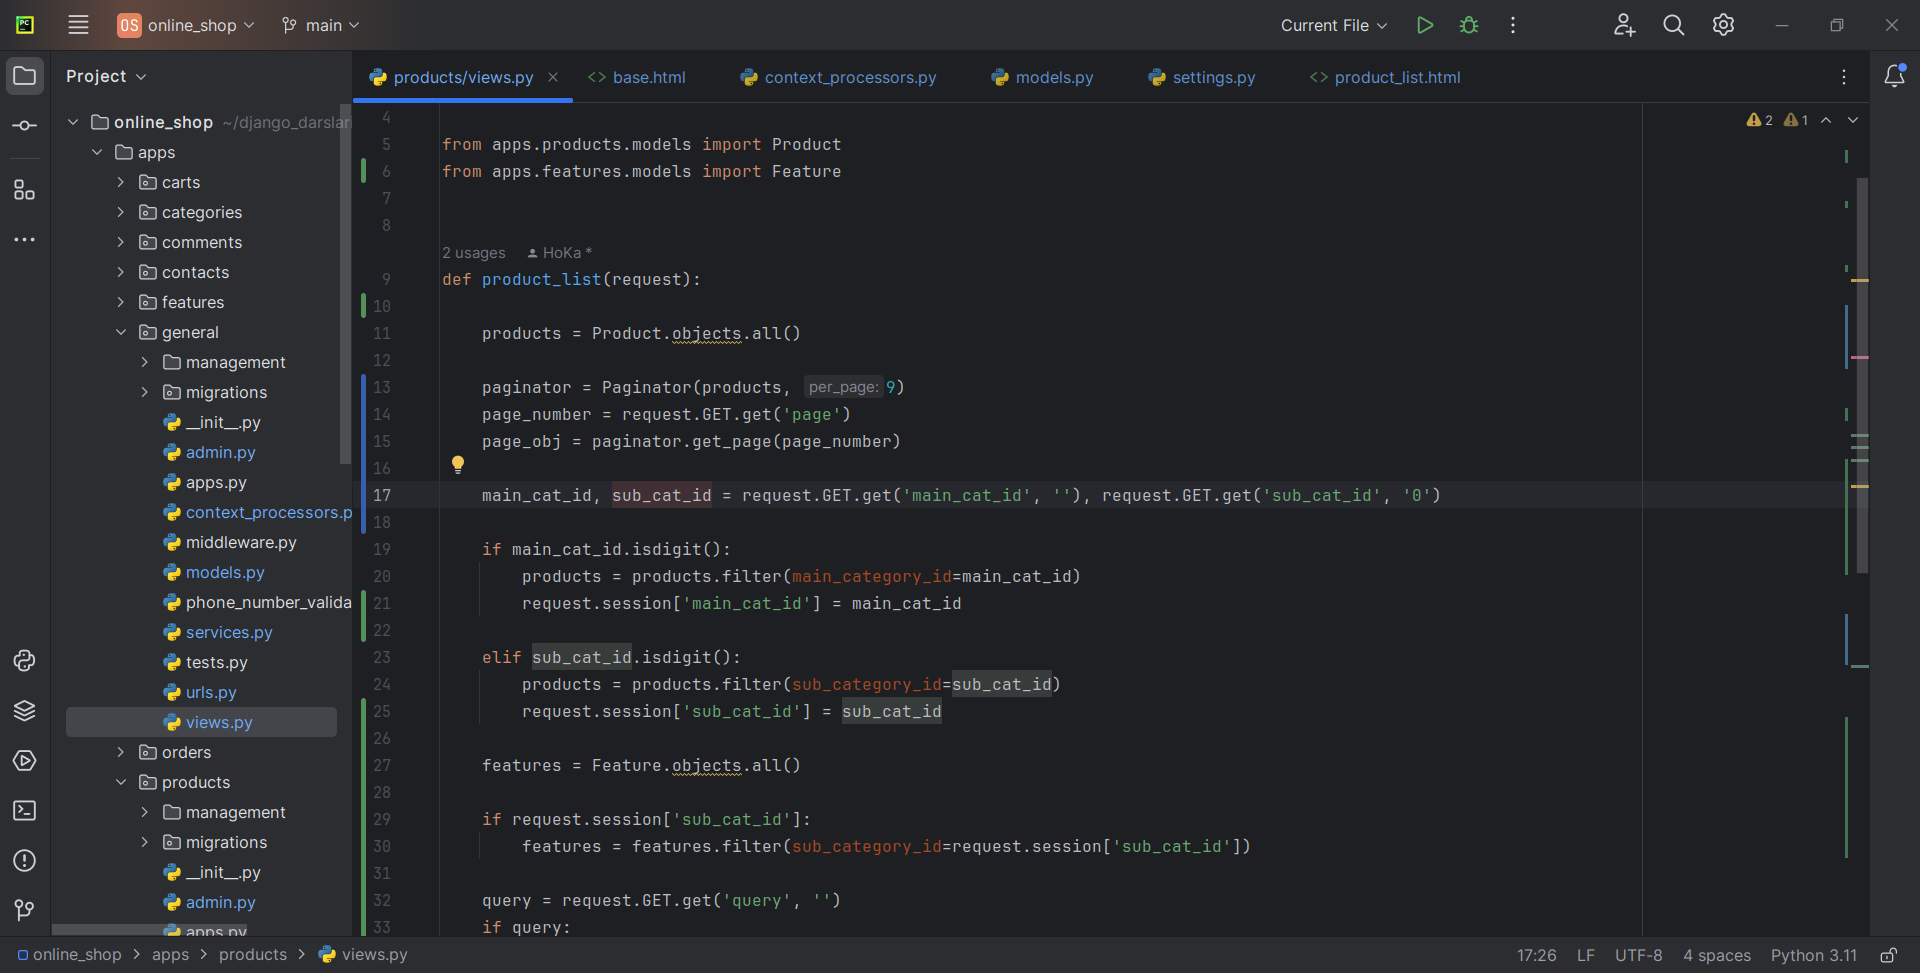 PC
OS online_shop
main
Current File
Project
products/views.py
base.html
context_processors.py
models.py
settings.py
product_list.html
online_shop ~/django_darslari
apps
carts
categories
comments
contacts
features
general
management
migrations
__init__.py
admin.py
apps.py
context_processors.p
middleware.py
models.py
phone_number_valida
services.py
tests.py
urls.py
views.py
orders
products
management
migrations
__init__.py
admin.py
apps.py
2 1
4
5 from apps.products.models import Product
6 from apps.features.models import Feature
7
8
2 usages HoKa *
9 def product_list(request):
10
11 products = Product.objects.all()
12
13 paginator = Paginator(products, per_page: 9)
14 page_number = request.GET.get('page')
15 page_obj = paginator.get_page(page_number)
16
17 main_cat_id, sub_cat_id = request.GET.get('main_cat_id', ''), request.GET.get('sub_cat_id', '0')
18
19 if main_cat_id.isdigit():
20 products = products.filter(main_category_id=main_cat_id)
21 request.session['main_cat_id'] = main_cat_id
22
23 elif sub_cat_id.isdigit():
24 products = products.filter(sub_category_id=sub_cat_id)
25 request.session['sub_cat_id'] = sub_cat_id
26
27 features = Feature.objects.all()
28
29 if request.session['sub_cat_id']:
30 features = features.filter(sub_category_id=request.session['sub_cat_id'])
31
32 query = request.GET.get('query', '')
33 if query:
online_shop > apps > products > views.py
17:26 LF UTF-8 4 spaces Python 3.11